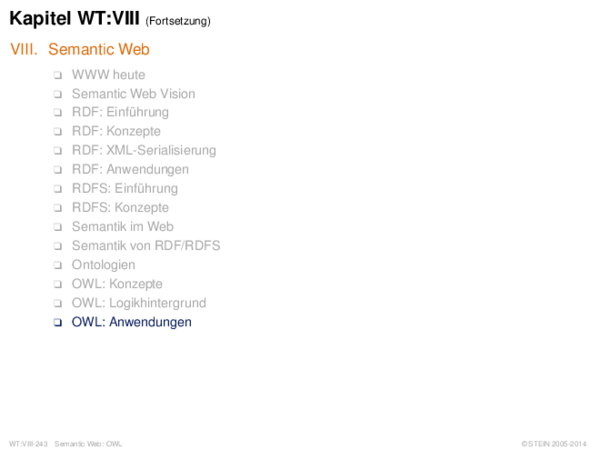 Kapitel WT:VIII (Fortsetzung)
VIII. Semantic Web
❑ WWW heute
❑ Semantic Web Vision
❑ RDF: Einführung
❑ RDF: Konzepte
❑ RDF: XML-Serialisierung
❑ RDF: Anwendungen
❑ RDFS: Einführung
❑ RDFS: Konzepte
❑ Semantik im Web
❑ Semantik von RDF/RDFS
❑ Ontologien
❑ OWL: Konzepte
❑ OWL: Logikhintergrund
❑ OWL: Anwendungen
WT:VIII-243 Semantic Web: OWL © STEIN 2005-2014